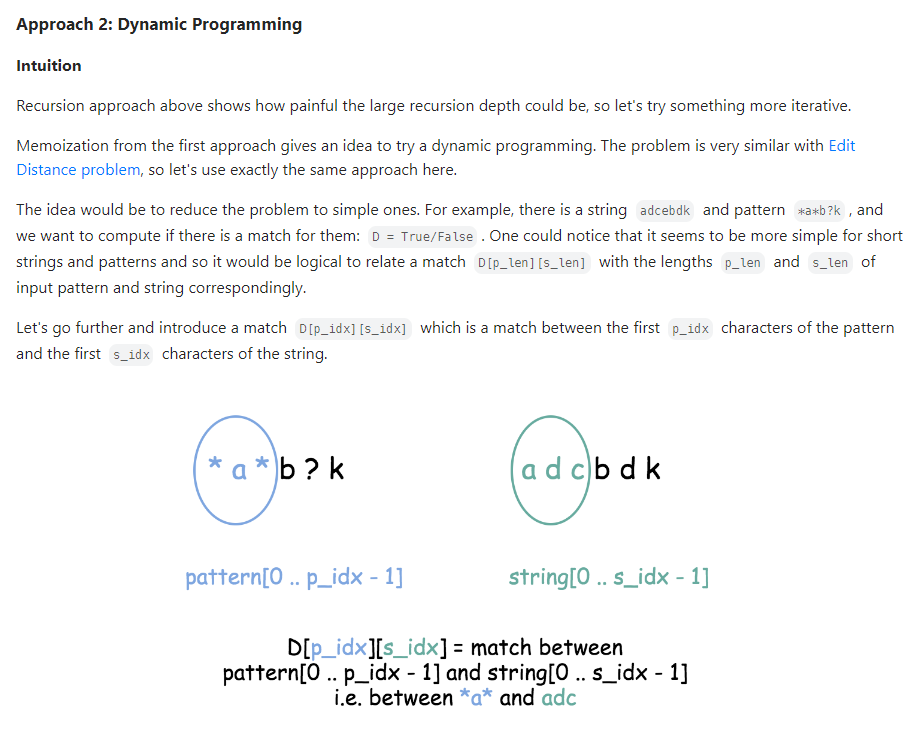 Approach 2: Dynamic Programming
Intuition
Recursion approach above shows how painful the large recursion depth could be, so let's try something more iterative.
Memoization from the first approach gives an idea to try a dynamic programming. The problem is very similar with Edit
Distance problem, so let's use exactly the same approach here.
The idea would be to reduce the problem to simple ones. For example, there is a string adcebdk and pattern *a*b?k , and
we want to compute if there is a match for them: D = True/False . One could notice that it seems to be more simple for short
strings and patterns and so it would be logical to relate a match D[p_len][s_len] with the lengths p_len and s_len of
input pattern and string correspondingly.
Let's go further and introduce a match D[p_idx][s_idx] which is a match between the first p_idx characters of the pattern
and the first s_idx characters of the string.
* a * b ? k a d c b d k
pattern[0 .. p_idx - 1] string[0 .. s_idx - 1]
D[p_idx][s_idx] = match between
pattern[0 .. p_idx - 1] and string[0 .. s_idx - 1]
i.e. between *a* and adc